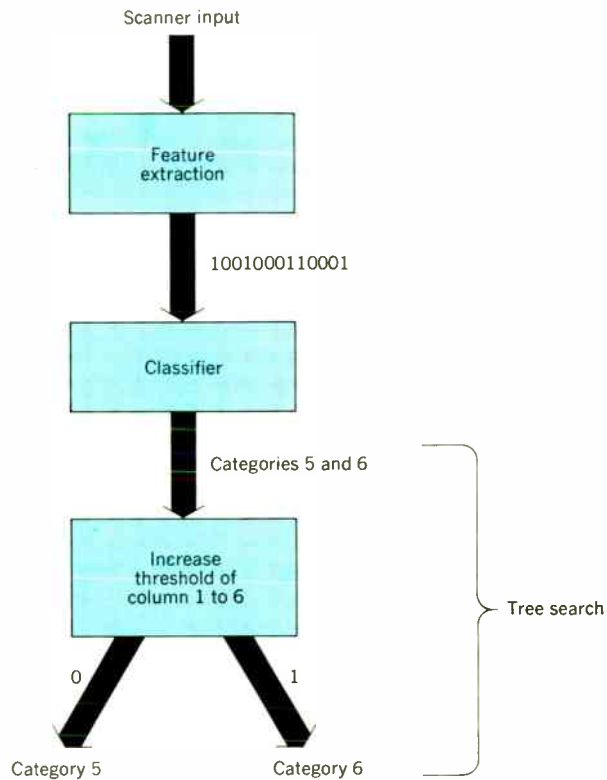 Scanner input
Feature
extraction
1001000110001
Classifier
Categories 5 and 6
Increase
threshold of
column 1 to 6
Tree search
0
1
Category 5
Category 6